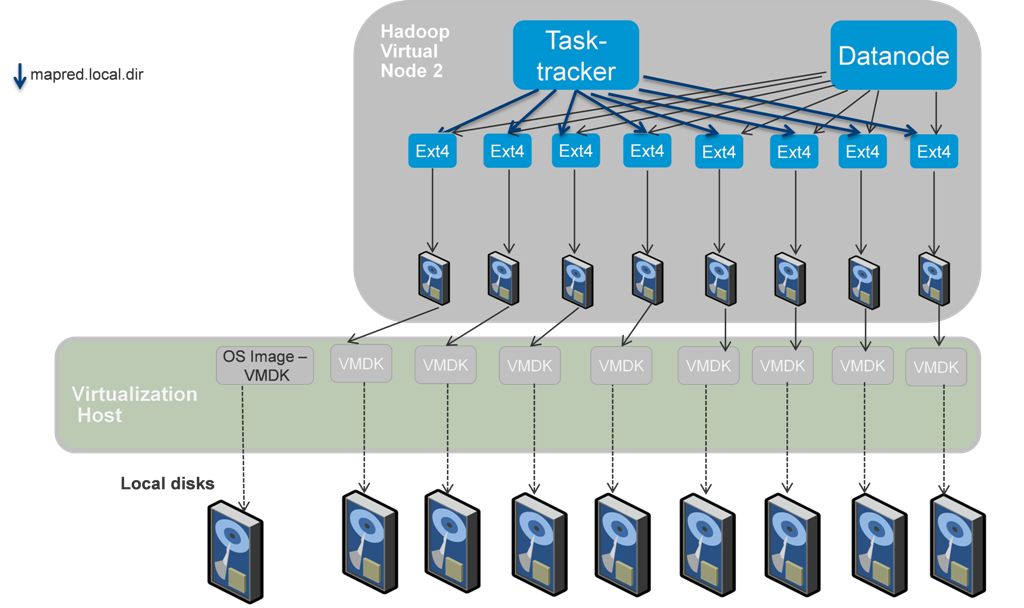 Hadoop
Virtual
Node 2
Task-
tracker
Datanode
mapred.local.dir
Ext4 Ext4 Ext4 Ext4 Ext4 Ext4 Ext4 Ext4
OS Image –
VMDK
VMDK VMDK VMDK VMDK VMDK VMDK VMDK VMDK
Virtualization
Host
Local disks